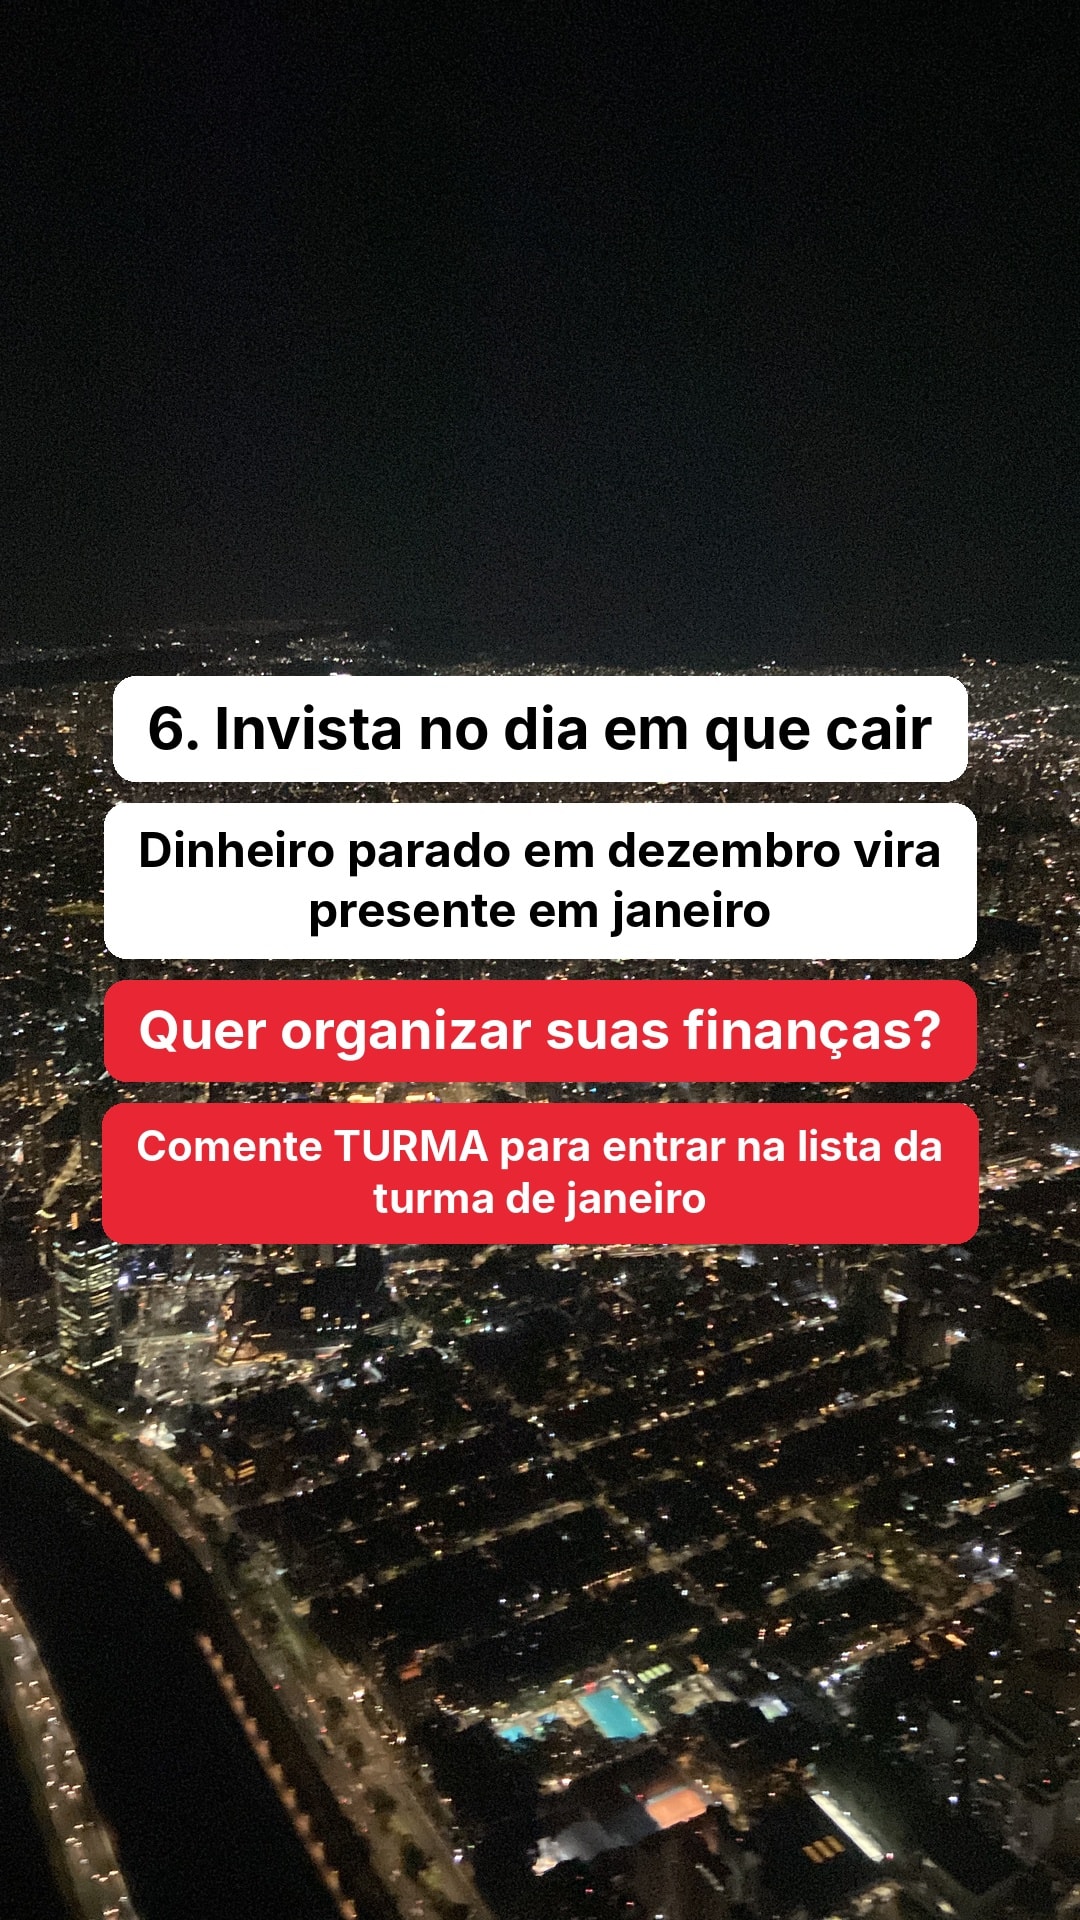 6. Invista no dia em que cair
Dinheiro parado em dezembro vira
presente em janeiro
Quer organizar suas finanças?
Comente TURMA para entrar na lista da
turma de janeiro